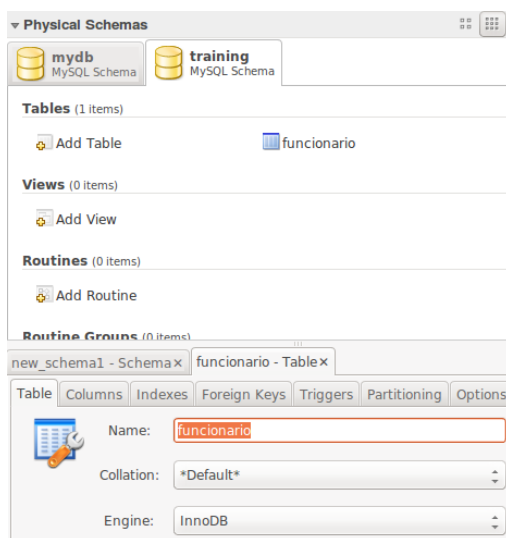 Physical Schemas
mydb
MySQL Schema
training
MySQL Schema
Tables (1 items)
Add Table
funcionario
Views (0 items)
Add View
Routines (0 items)
Add Routine
Routine Groups (0 items)
new_schema1 - Schema× funcionario - Table×
Table Columns Indexes Foreign Keys Triggers Partitioning Options
Name: funcionario
Collation: *Default*
Engine: InnoDB